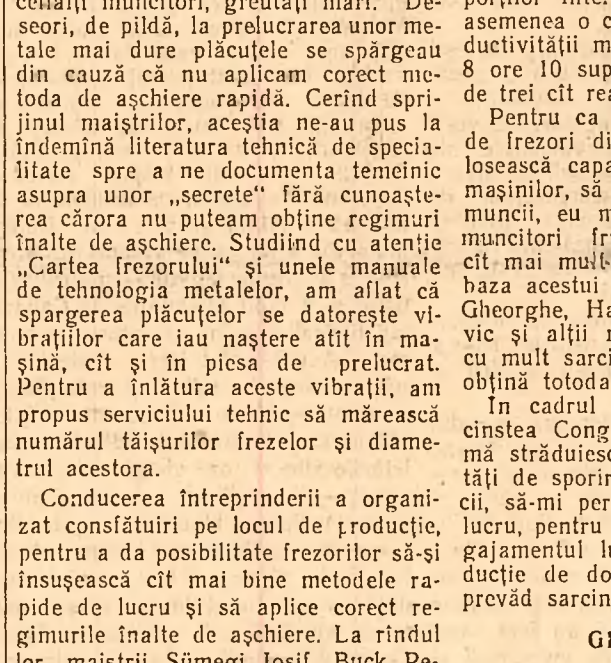 ceilalți muncitori, greutăți mari. De-
seori, de pildă, la prelucrarea unor me-
tale mai dure plăcuțele se spărgeau
din cauză că nu aplicam corect me-
toda de așchiere rapidă. Cerînd spri-
jinul maiștrilor, aceștia ne-au pus la
îndemînă literatura tehnică de specia-
litate spre a ne documenta temeinic
asupra unor „secrete“ fără cunoaște-
rea cărora nu puteam obține regimuri
înalte de așchiere. Studiind cu atenție
„Cartea frezorului“ și unele manuale
de tehnologia metalelor, am aflat că
spargerea plăcuțelor se datorește vi-
brațiilor care iau naștere atît în ma-
șină, cît și în piesa de prelucrat.
Pentru a înlătura aceste vibrații, am
propus serviciului tehnic să mărească
numărul tăișurilor frezelor și diame-
trul acestora.
Conducerea întreprinderii a organi-
zat consfătuiri pe locul de producție,
pentru a da posibilitate frezorilor să-și
însușească cît mai bine metodele ra-
pide de lucru și să aplice corect re-
gimurile înalte de așchiere. La rîndul
lor, maiștrii Sümegi Iosif, Buck Pe-
asemenea o c
ductivității m
8 ore 10 sup
de trei cît rea
Pentru ca
de frezori di
losească capa
mașinilor, să
muncii, eu m
muncitori fr
cît mai mult
baza acestui
Gheorghe, Ha
vic și alții
cu mult sarci
obțină totoda
În cadrul
cinstea Cong
mă străduiesc
tăți de sporir
cii, să-mi per
lucru, pentru
gajamentul l
ducție de do
prevăd sarcin